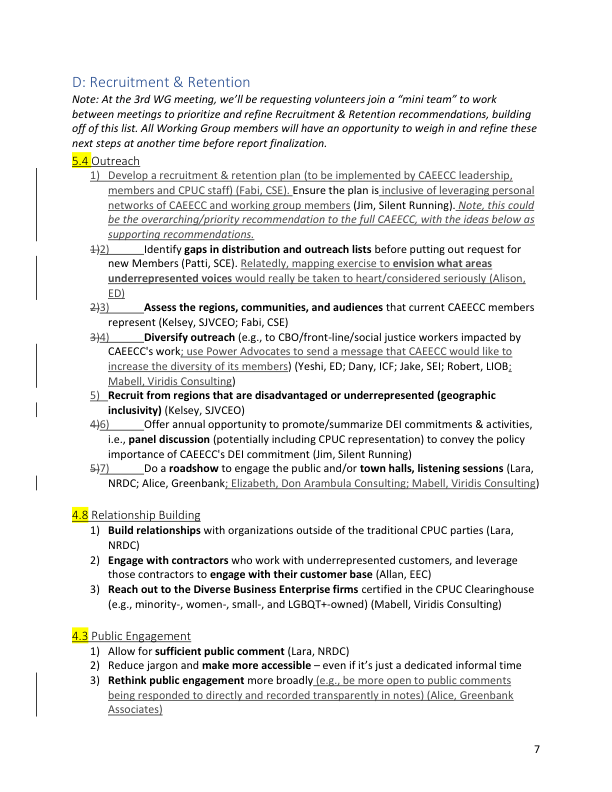 D: Recruitment & Retention
Note: At the 3rd WG meeting, we'll be requesting volunteers join a "mini team" to work
between meetings to prioritize and refine Recruitment & Retention recommendations, building
off of this list. All Working Group members will have an opportunity to weigh in and refine these
next steps at another time before report finalization.
5.4 Outreach
1) Develop a recruitment & retention plan (to be implemented by CAEECC leadership,
members and CPUC staff) (Fabi, CSE). Ensure the plan is inclusive of leveraging personal
networks of CAEECC and working group members (Jim, Silent Running). Note, this could
be the overarching/priority recommendation to the full CAEECC, with the ideas below as
supporting recommendations.
1)2) Identify gaps in distribution and outreach lists before putting out request for
new Members (Patti, SCE). Relatedly, mapping exercise to envision what areas
underrepresented voices would really be taken to heart/considered seriously (Alison,
ED)
2)3) Assess the regions, communities, and audiences that current CAEECC members
represent (Kelsey, SJVCEO; Fabi, CSE)
3)4) Diversify outreach (e.g., to CBO/front-line/social justice workers impacted by
CAEECC's work; use Power Advocates to send a message that CAEECC would like to
increase the diversity of its members) (Yeshi, ED; Dany, ICF; Jake, SEI; Robert, LIOB;
Mabell, Viridis Consulting)
5) Recruit from regions that are disadvantaged or underrepresented (geographic
inclusivity) (Kelsey, SJVCEO)
4)6) Offer annual opportunity to promote/summarize DEI commitments & activities,
i.e., panel discussion (potentially including CPUC representation) to convey the policy
importance of CAEECC's DEI commitment (Jim, Silent Running)
5)7) Do a roadshow to engage the public and/or town halls, listening sessions (Lara,
NRDC; Alice, Greenbank; Elizabeth, Don Arambula Consulting; Mabell, Viridis Consulting)
4.8 Relationship Building
1) Build relationships with organizations outside of the traditional CPUC parties (Lara,
NRDC)
2) Engage with contractors who work with underrepresented customers, and leverage
those contractors to engage with their customer base (Allan, EEC)
3) Reach out to the Diverse Business Enterprise firms certified in the CPUC Clearinghouse
(e.g., minority-, women-, small-, and LGBQT+-owned) (Mabell, Viridis Consulting)
4.3 Public Engagement
1) Allow for sufficient public comment (Lara, NRDC)
2) Reduce jargon and make more accessible – even if it's just a dedicated informal time
3) Rethink public engagement more broadly (e.g., be more open to public comments
being responded to directly and recorded transparently in notes) (Alice, Greenbank
Associates)
7